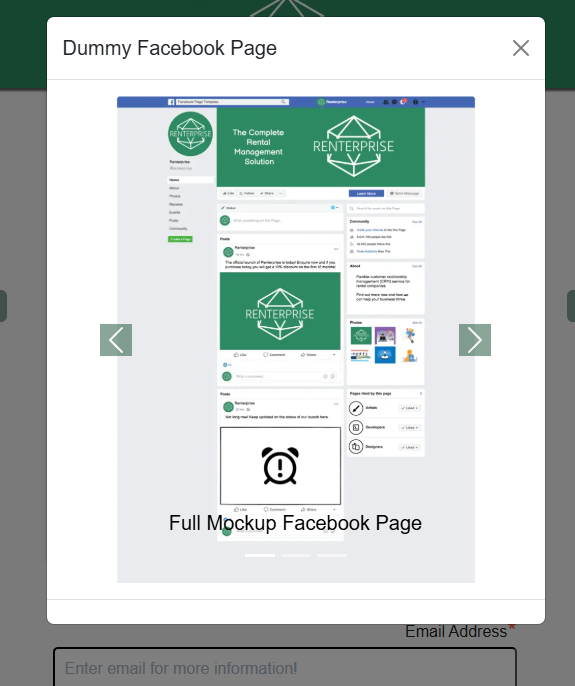 Dummy Facebook Page
Facebook Page Template
Renterprise
Home
RENTERPRISE
The Complete
Rental
Management
Solution
RENTERPRISE
Renterprise
Home
About
Photos
Reviews
Events
Posts
Community
Create a Page
Like
Follow
Share
Learn More
Send Message
Status
Write something on this Page...
Search for posts on this Page
Posts
Renterprise
The official launch of Renterprise is today! Ensure now and if you
purchase today you will get a 10% discount on the first 12 months!
RENTERPRISE
Like
Comment
Share
Write a comment...
Community
See All
Invite your friends to like this Page
About
See All
Flexible customer relationship
management (CRM) service for
rental companies
Find out more now and how we
can help your business thrive
Photos
See All
Pages liked by this page
Artists
Liked
Developers
Liked
Designers
Liked
Posts
Renterprise
Not long now! Keep updated on the status of our launch here
Like
Comment
Share
Full Mockup Facebook Page
Email Address*
Enter email for more information!